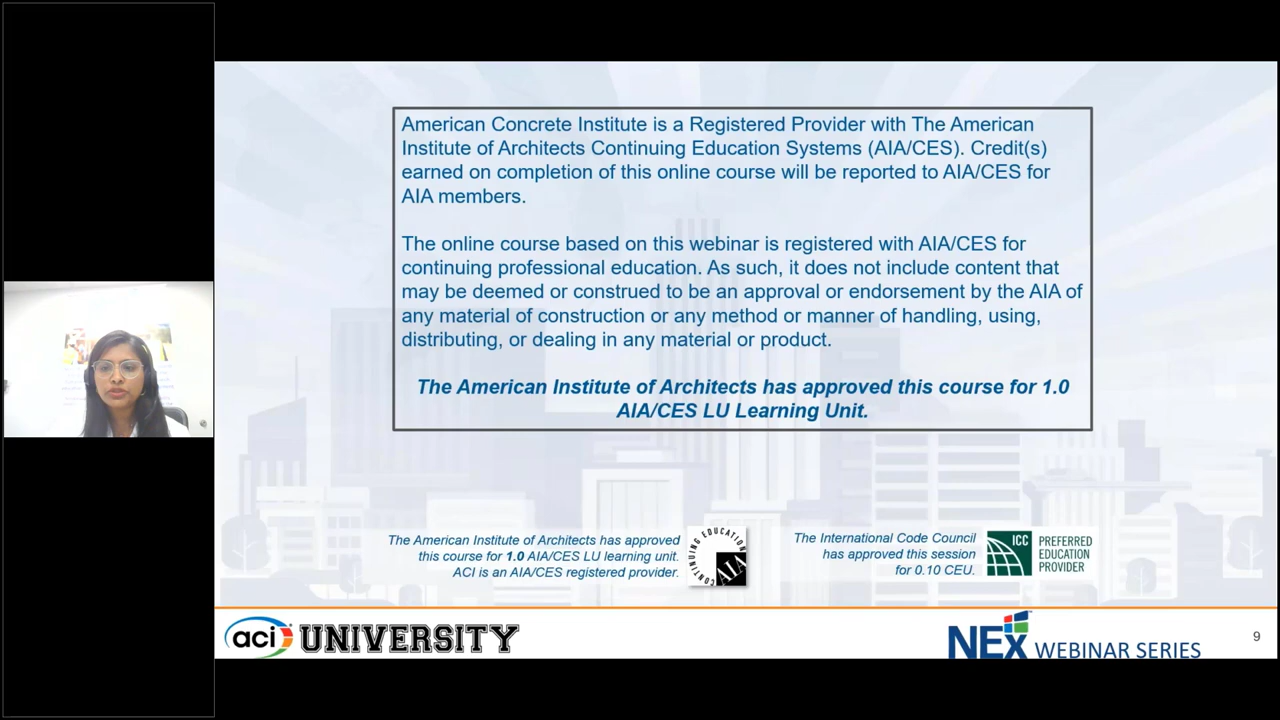 American Concrete Institute is a Registered Provider with The American
Institute of Architects Continuing Education Systems (AIA/CES). Credit(s)
earned on completion of this online course will be reported to AIA/CES for
AIA members.
The online course based on this webinar is registered with AIA/CES for
continuing professional education. As such, it does not include content that
may be deemed or construed to be an approval or endorsement by the AIA of
any material of construction or any method or manner of handling, using,
distributing, or dealing in any material or product.
The American Institute of Architects has approved this course for 1.0
AIA/CES LU Learning Unit.
The American Institute of Architects has approved
this course for 1.0 AIA/CES LU learning unit.
ACI is an AIA/CES registered provider.
CONTINUING EDUCATION
AIA
The International Code Council
has approved this session
for 0.10 CEU.
ICC
PREFERRED
EDUCATION
PROVIDER
aci UNIVERSITY
NEX WEBINAR SERIES
9